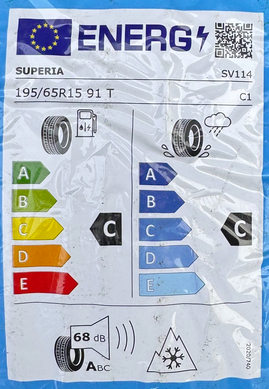 ENERG
SUPERIA SV114
195/65R15 91 T C1
A A
B B
C C C C
D D
E E
68 dB
ABC
2020/740